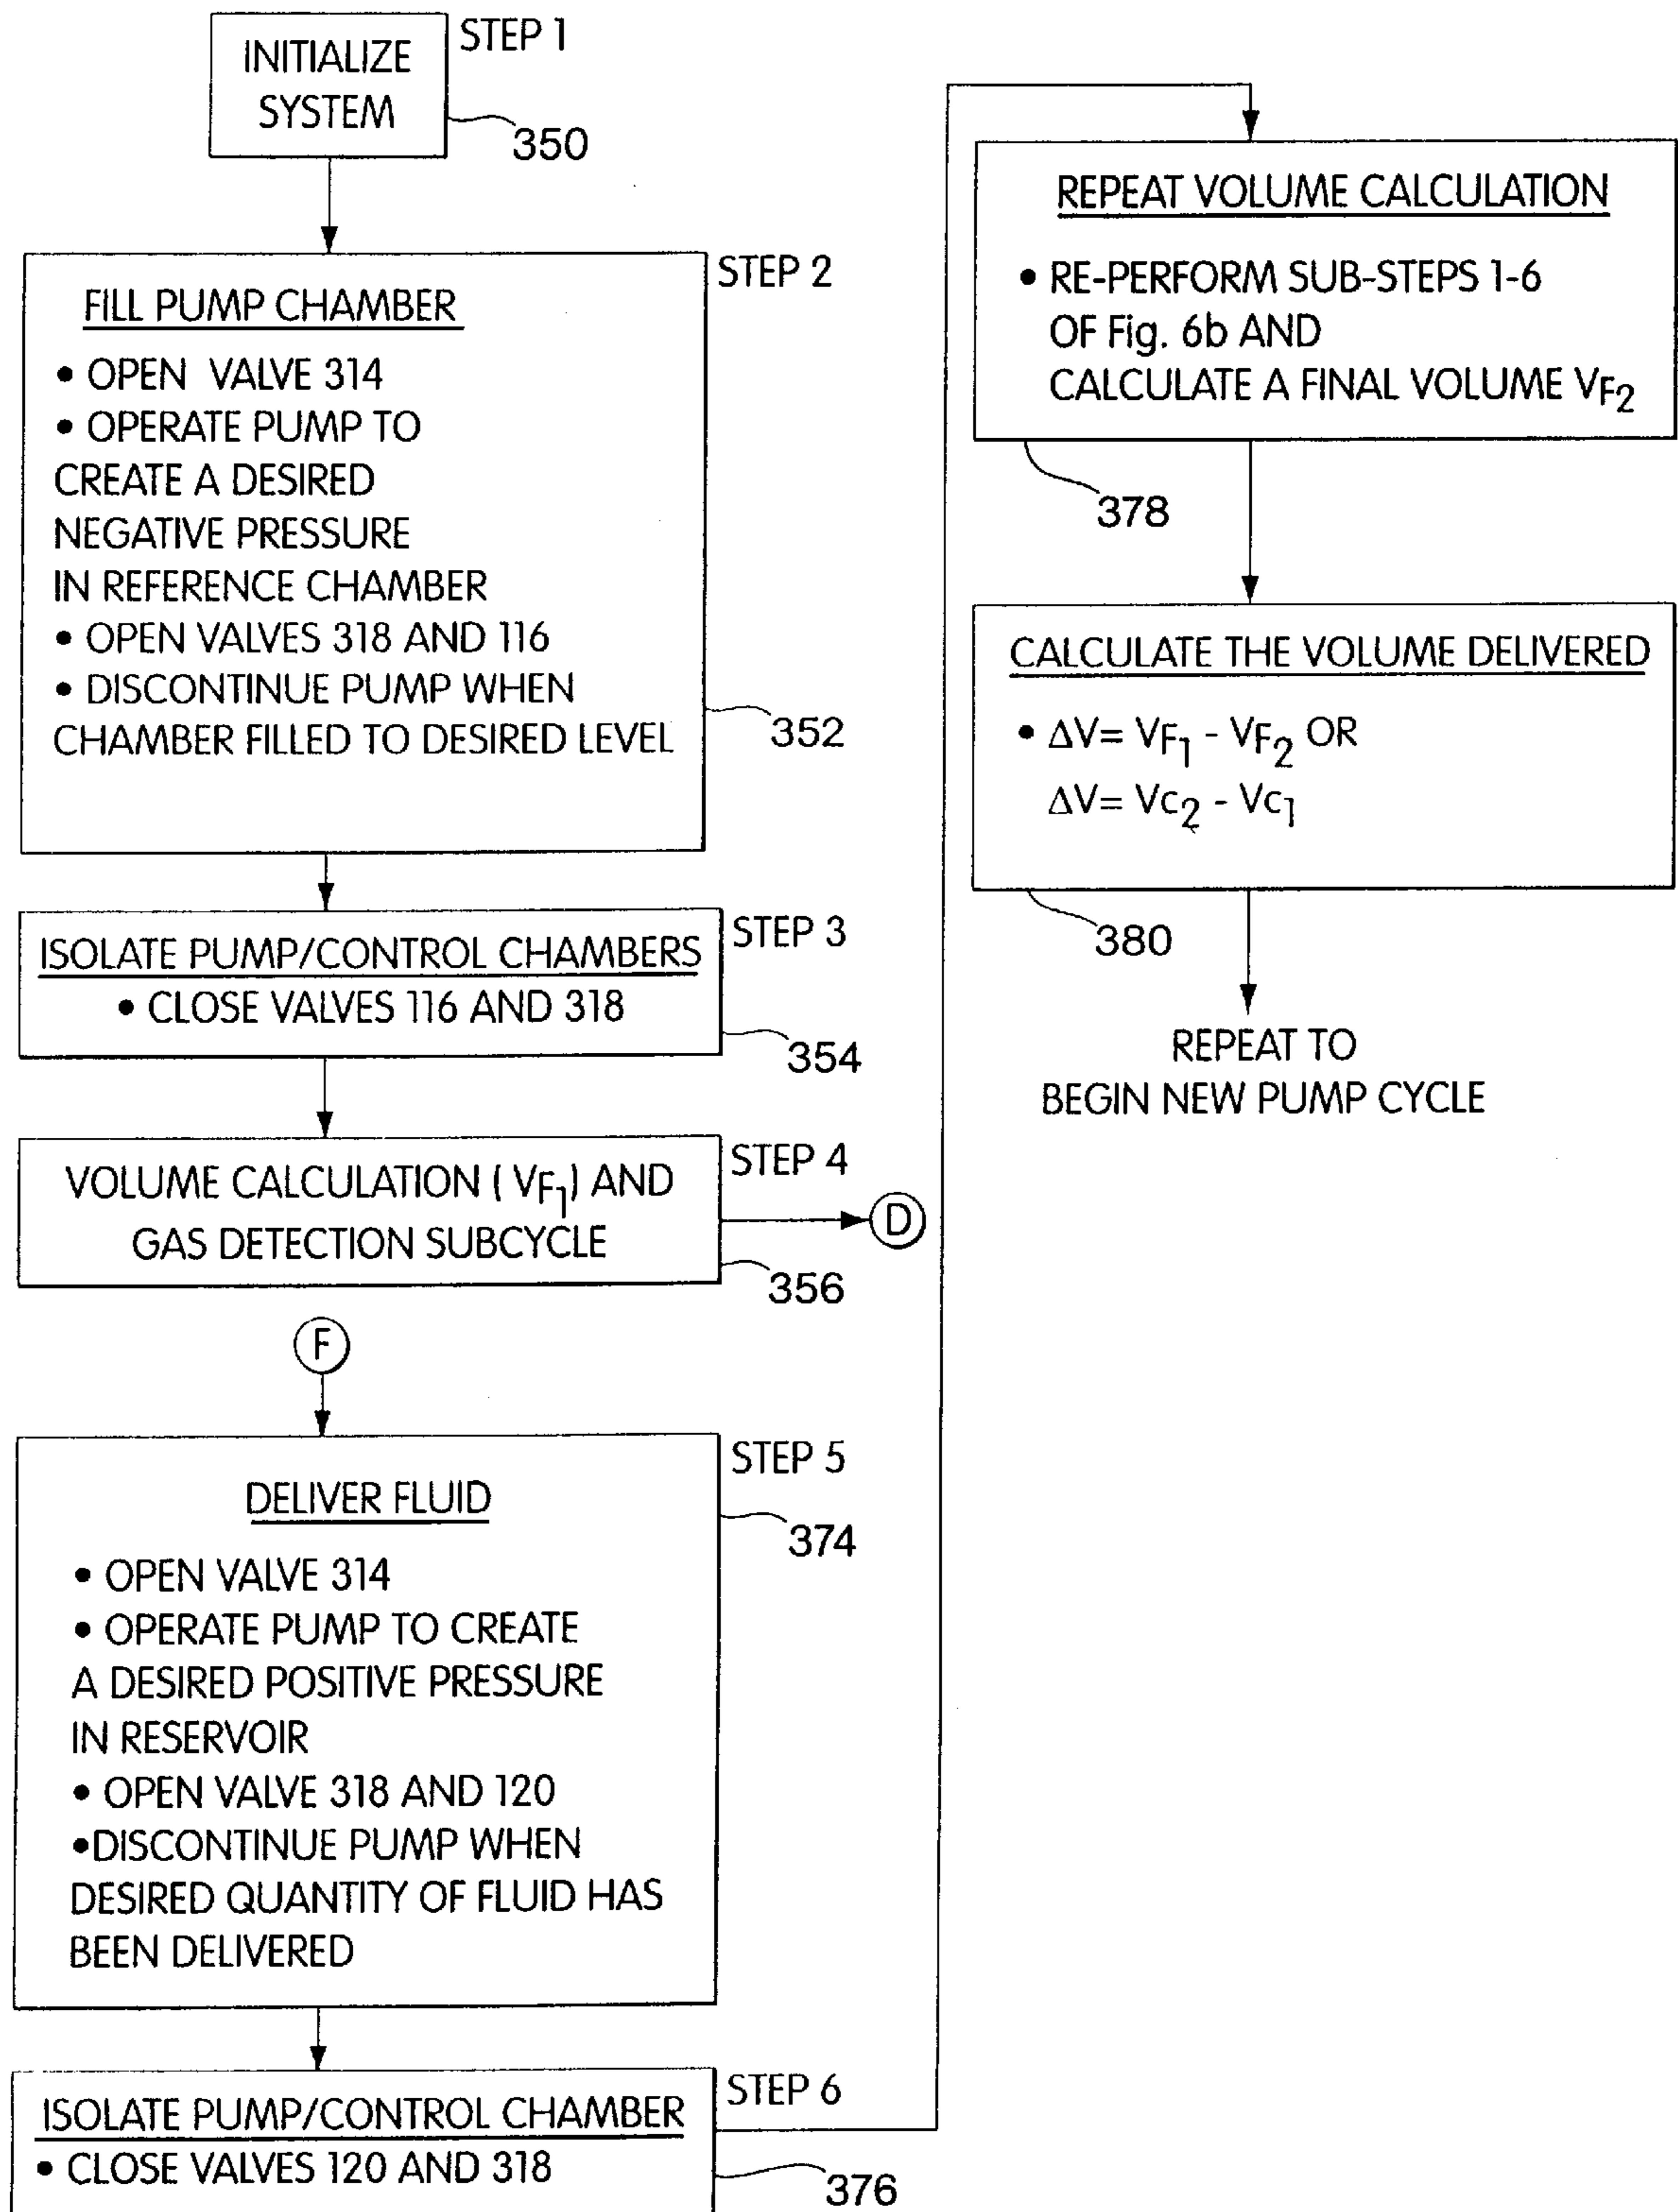 INITIALIZE
SYSTEM
STEP 1
350
FILL PUMP CHAMBER
STEP 2
• OPEN VALVE 314
• OPERATE PUMP TO
CREATE A DESIRED
NEGATIVE PRESSURE
IN REFERENCE CHAMBER
• OPEN VALVES 318 AND 116
• DISCONTINUE PUMP WHEN
CHAMBER FILLED TO DESIRED LEVEL
352
ISOLATE PUMP/CONTROL CHAMBERS
STEP 3
• CLOSE VALVES 116 AND 318
354
VOLUME CALCULATION (VF1) AND
GAS DETECTION SUBCYCLE
STEP 4
D
356
F
DELIVER FLUID
STEP 5
374
• OPEN VALVE 314
• OPERATE PUMP TO CREATE
A DESIRED POSITIVE PRESSURE
IN RESERVOIR
• OPEN VALVE 318 AND 120
•DISCONTINUE PUMP WHEN
DESIRED QUANTITY OF FLUID HAS
BEEN DELIVERED
ISOLATE PUMP/CONTROL CHAMBER
STEP 6
• CLOSE VALVES 120 AND 318
376
REPEAT VOLUME CALCULATION
• RE-PERFORM SUB-STEPS 1-6
OF Fig. 6b AND
CALCULATE A FINAL VOLUME VF2
378
CALCULATE THE VOLUME DELIVERED
• ΔV= VF1 - VF2 OR
ΔV= Vc2 - Vc1
380
REPEAT TO
BEGIN NEW PUMP CYCLE